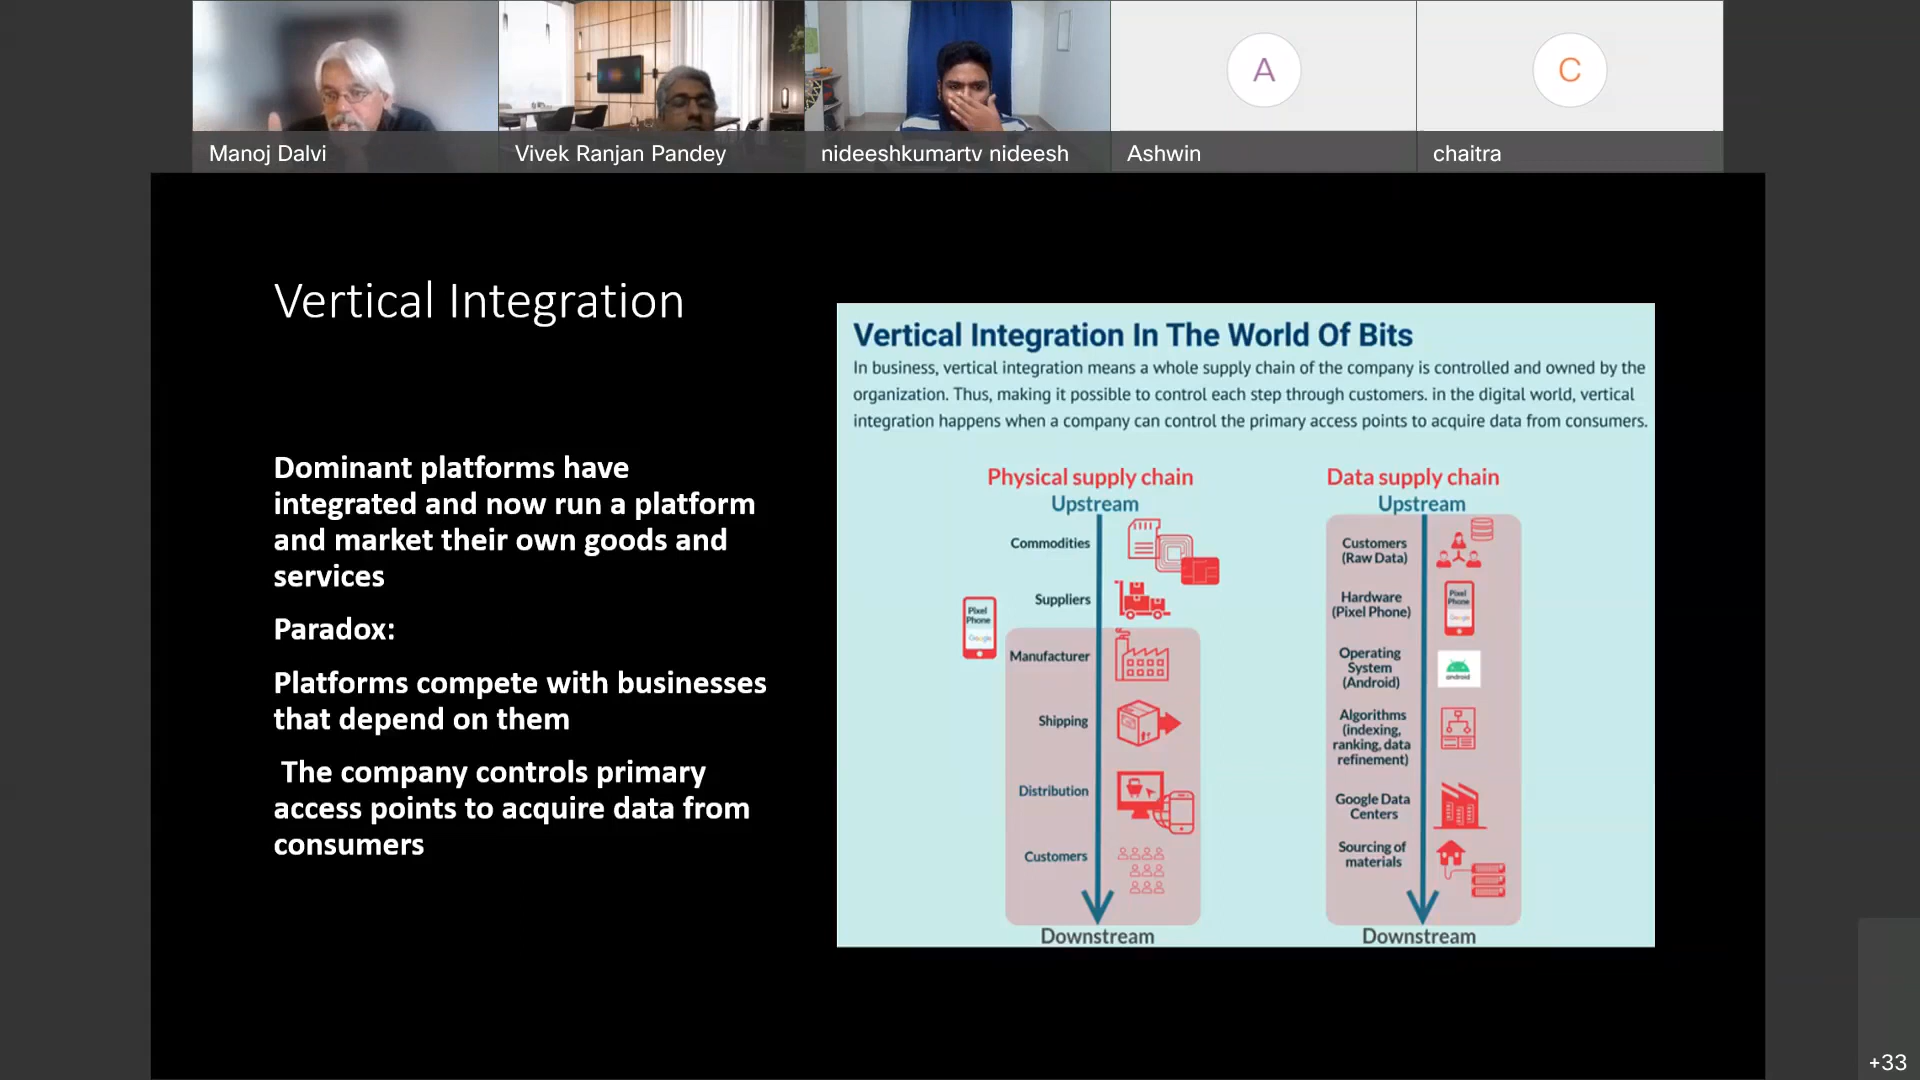 A
C
Manoj Dalvi
Vivek Ranjan Pandey
nideeshkumartv nideesh
Ashwin
chaitra
Vertical Integration
Dominant platforms have
integrated and now run a platform
and market their own goods and
services
Paradox:
Platforms compete with businesses
that depend on them
The company controls primary
access points to acquire data from
consumers
Vertical Integration In The World Of Bits
In business, vertical integration means a whole supply chain of the company is controlled and owned by the
organization. Thus, making it possible to control each step through customers. in the digital world, vertical
integration happens when a company can control the primary access points to acquire data from consumers.
Physical supply chain
Upstream
Commodities
Suppliers
Pixel
Phone
Google
Manufacturer
Shipping
Distribution
Customers
Downstream
Data supply chain
Upstream
Customers
(Raw Data)
Hardware
(Pixel Phone)
Pixel
Phone
Google
Operating
System
(Android)
android
Algorithms
(indexing,
ranking, data
refinement)
Google Data
Centers
Sourcing of
materials
Downstream
+33